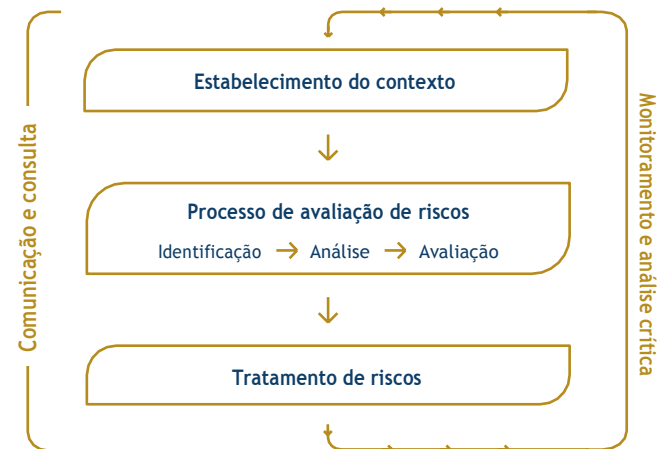 Estabelecimento do contexto
Comunicação e consulta
Monitoramento e análise crítica
Processo de avaliação de riscos
Identificação → Análise → Avaliação
Tratamento de riscos